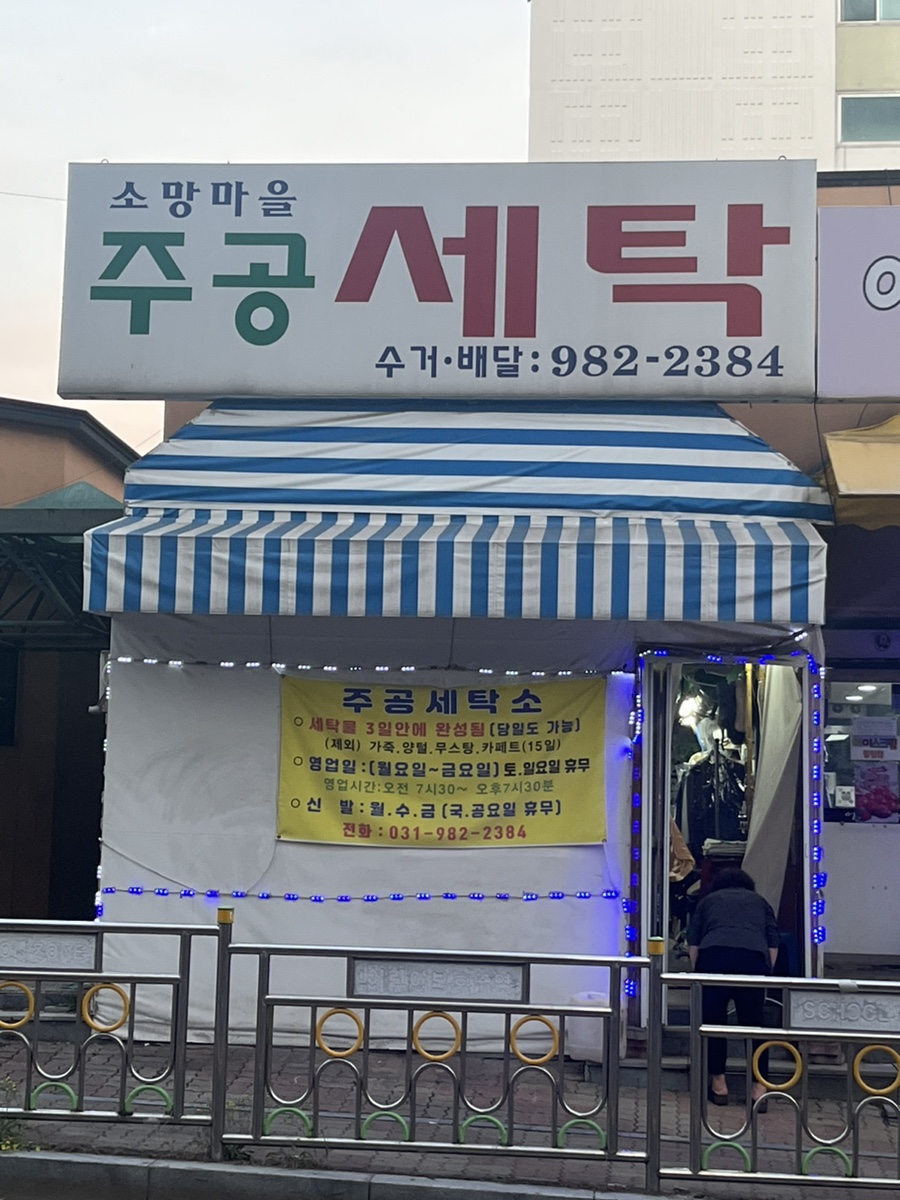 소망마을
주공세탁
수거·배달:982-2384
주공세탁소
○ 세탁물 3일안에 완성됨 (당일도 가능)
(제외) 가죽.양털.무스탕.카페트(15일)
○ 영업일:(월요일~금요일)토.일요일 휴무
영업시간:오전 7시30~ 오후7시30분
○ 신 발:월.수.금(국.공요일 휴무)
전화:031-982-2384
SCHOOL